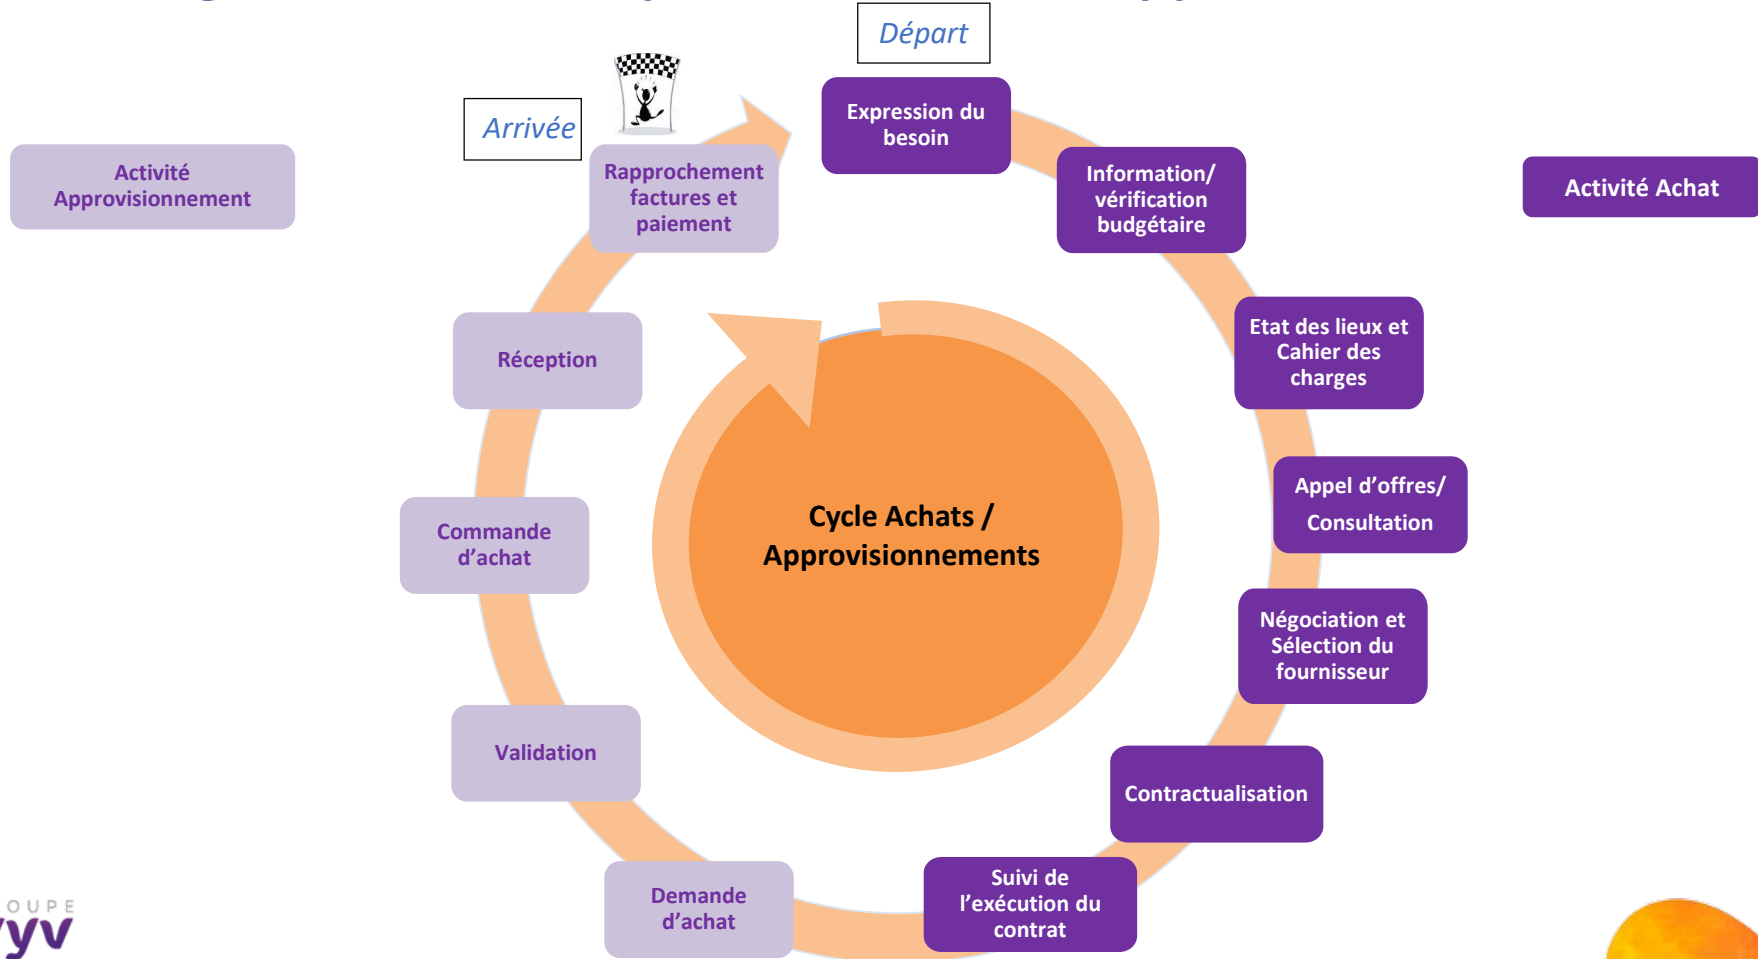 Départ
Arrivée
Activité
Approvisionnement
Activité Achat
Expression du
besoin
Information/
vérification
budgétaire
Etat des lieux et
Cahier des
charges
Appel d’offres/
Consultation
Négociation et
Sélection du
fournisseur
Contractualisation
Suivi de
l’exécution du
contrat
Demande
d’achat
Validation
Commande
d’achat
Réception
Rapprochement
factures et
paiement
Cycle Achats /
Approvisionnements
OUPE
yv